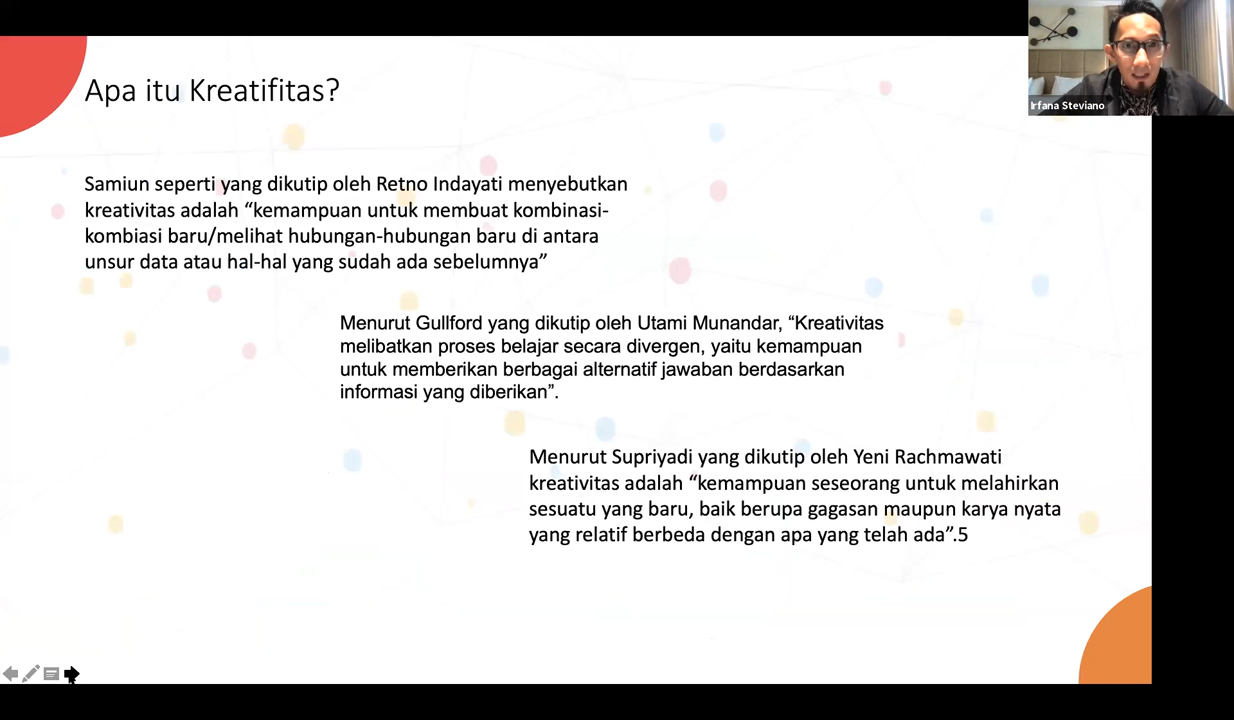 Apa itu Kreatifitas?
Irfana Steviano
Samiun seperti yang dikutip oleh Retno Indayati menyebutkan
kreativitas adalah “kemampuan untuk membuat kombinasi-
kombiasi baru/melihat hubungan-hubungan baru di antara
unsur data atau hal-hal yang sudah ada sebelumnya”
Menurut Gullford yang dikutip oleh Utami Munandar, “Kreativitas
melibatkan proses belajar secara divergen, yaitu kemampuan
untuk memberikan berbagai alternatif jawaban berdasarkan
informasi yang diberikan”.
Menurut Supriyadi yang dikutip oleh Yeni Rachmawati
kreativitas adalah “kemampuan seseorang untuk melahirkan
sesuatu yang baru, baik berupa gagasan maupun karya nyata
yang relatif berbeda dengan apa yang telah ada”.5